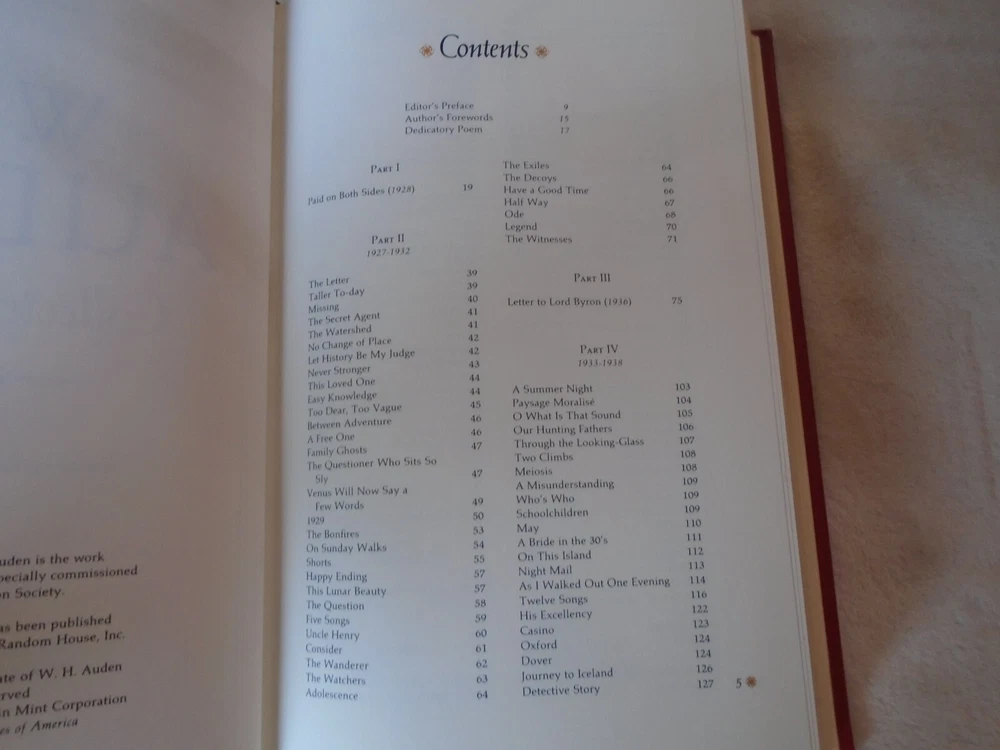 uden is the work
pecially commissioned
on Society.
as been published
Random House, Inc.
ate of W. H. Auden
erved
in Mint Corporation
es of America
Contents
Editor's Preface 9
Author's Forewords 15
Dedicatory Poem 17
PART I
Paid on Both Sides (1928) 19
PART II
1927-1932
The Letter 39
Taller To-day 39
Missing 40
The Secret Agent 41
The Watershed 41
No Change of Place 42
Let History Be My Judge 42
Never Stronger 43
This Loved One 44
Easy Knowledge 44
Too Dear, Too Vague 45
Between Adventure 46
A Free One 46
Family Ghosts 47
The Questioner Who Sits So
Sly 47
Venus Will Now Say a
Few Words 49
1929 50
The Bonfires 53
On Sunday Walks 54
Shorts 55
Happy Ending 57
This Lunar Beauty 57
The Question 58
Five Songs 59
Uncle Henry 60
Consider 61
The Wanderer 62
The Watchers 63
Adolescence 64
The Exiles 64
The Decoys 66
Have a Good Time 66
Half Way 67
Ode 68
Legend 70
The Witnesses 71
PART III
Letter to Lord Byron (1936) 75
PART IV
1933-1938
A Summer Night 103
Paysage Moralisé 104
O What Is That Sound 105
Our Hunting Fathers 106
Through the Looking-Glass 107
Two Climbs 108
Meiosis 108
A Misunderstanding 109
Who's Who 109
Schoolchildren 109
May 110
A Bride in the 30's 111
On This Island 112
Night Mail 113
As I Walked Out One Evening 114
Twelve Songs 116
His Excellency 122
Casino 123
Oxford 124
Dover 124
Journey to Iceland 126
Detective Story 127
5